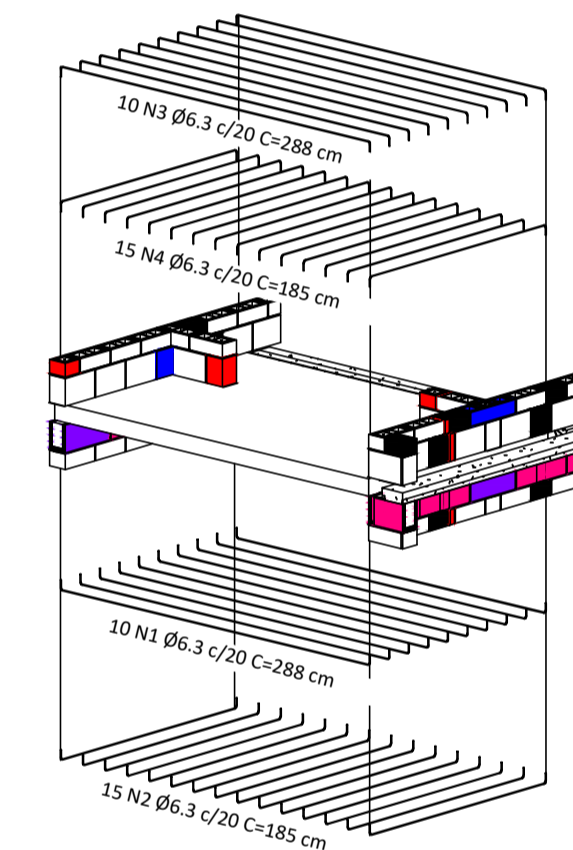 10 N3 Ø6.3 c/20 C=288 cm
15 N4 Ø6.3 c/20 C=185 cm
10 N1 Ø6.3 c/20 C=288 cm
15 N2 Ø6.3 c/20 C=185 cm